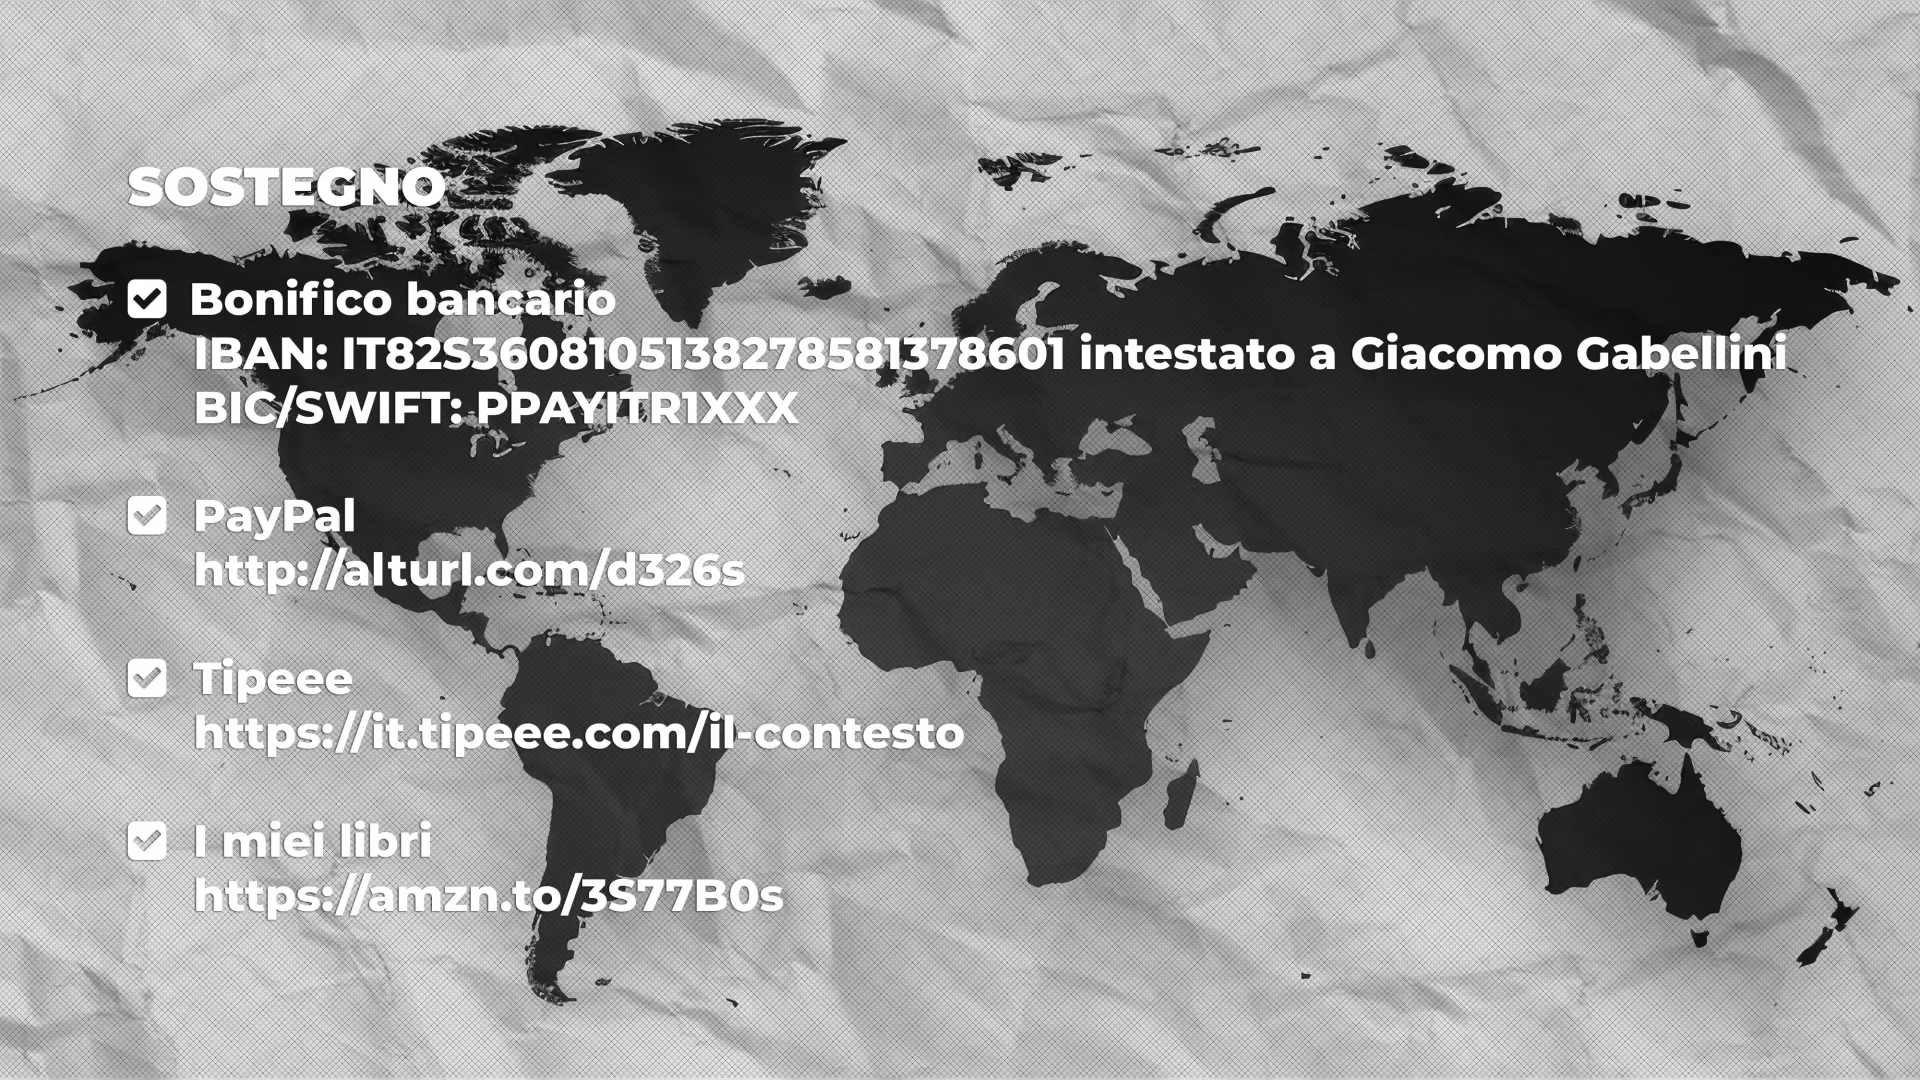 SOSTEGNO
Bonifico bancario
IBAN: IT82S3608105138278581378601 intestato a Giacomo Gabellini
BIC/SWIFT: PPAYITR1XXX
PayPal
http://alturl.com/d326s
Tipeee
https://it.tipeee.com/il-contesto
I miei libri
https://amzn.to/3S77B0s